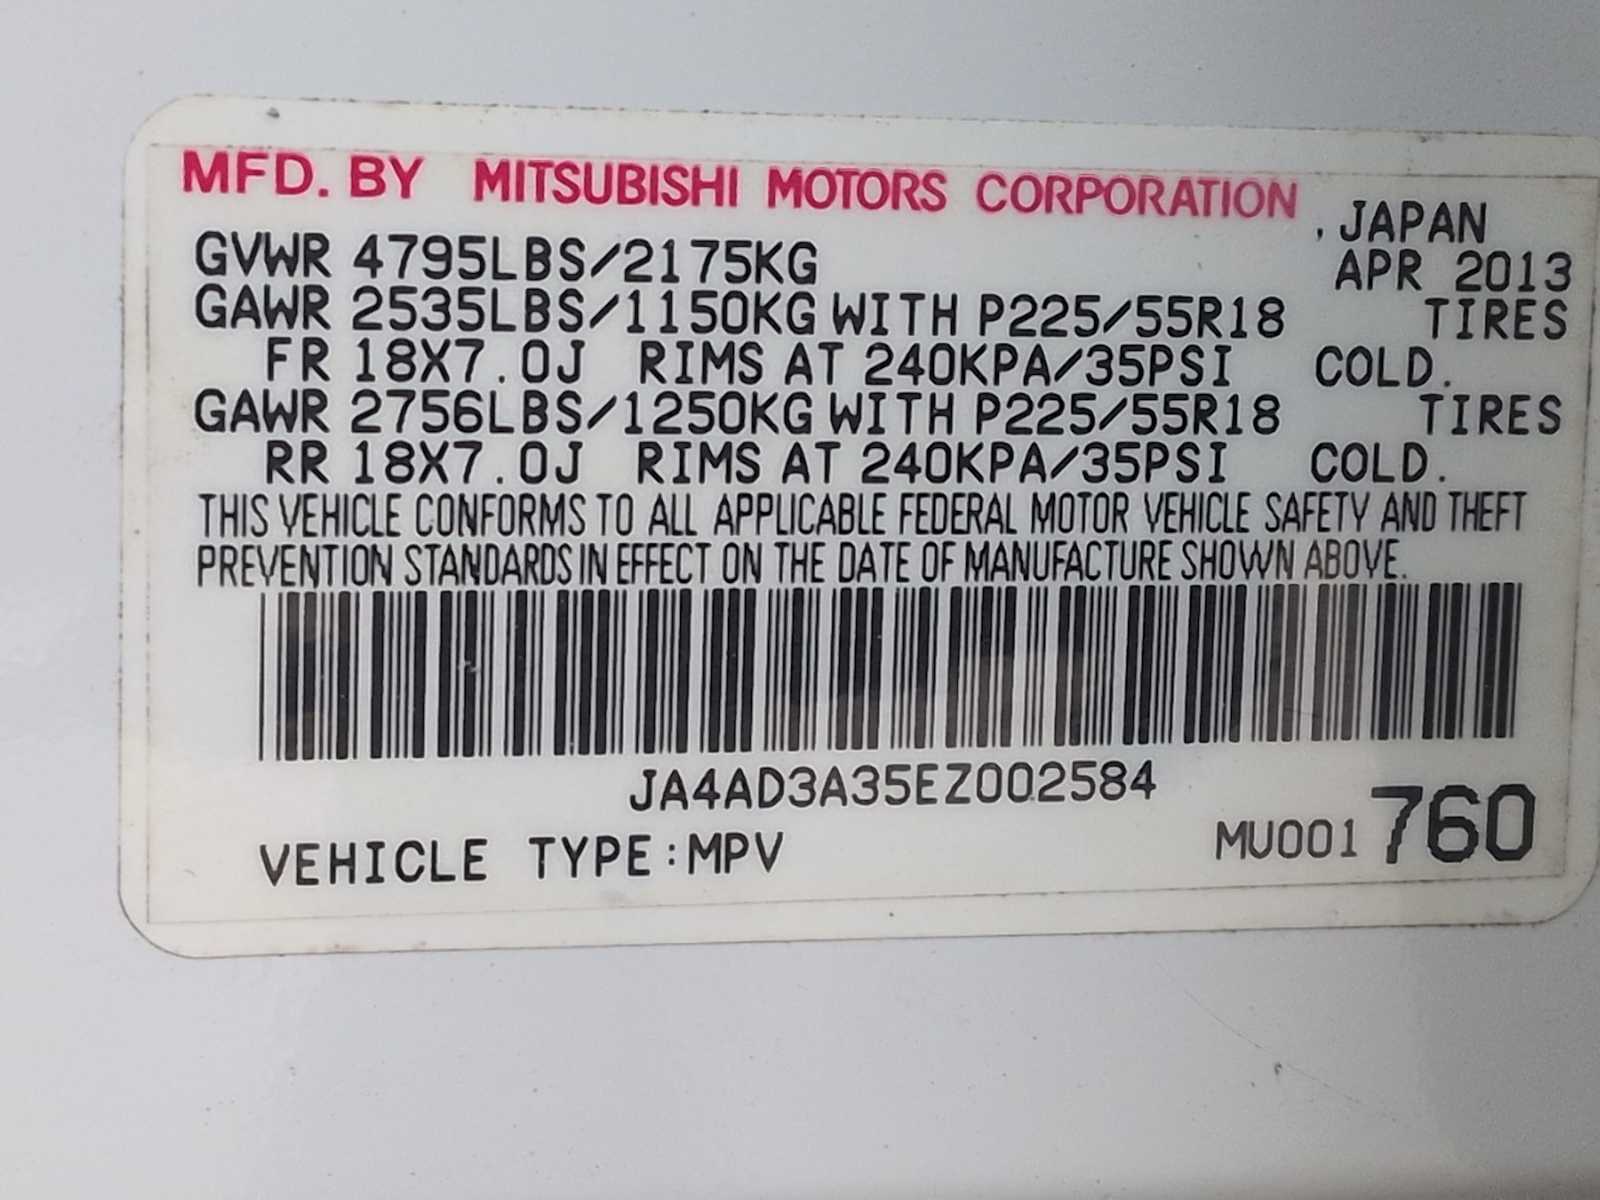 MFD. BY MITSUBISHI MOTORS CORPORATION , JAPAN
GVWR 4795LBS/2175KG APR 2013
GAWR 2535LBS/1150KG WITH P225/55R18 TIRES
FR 18X7.0J RIMS AT 240KPA/35PSI COLD.
GAWR 2756LBS/1250KG WITH P225/55R18 TIRES
RR 18X7.0J RIMS AT 240KPA/35PSI COLD.
THIS VEHICLE CONFORMS TO ALL APPLICABLE FEDERAL MOTOR VEHICLE SAFETY AND THEFT
PREVENTION STANDARDS IN EFFECT ON THE DATE OF MANUFACTURE SHOWN ABOVE.
JA4AD3A35EZ002584
VEHICLE TYPE:MPV MU001 760